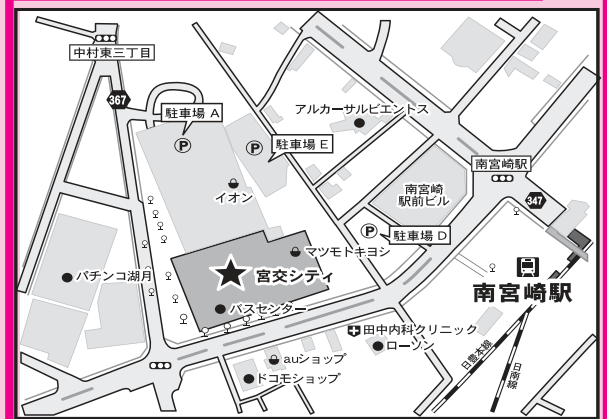 中村東三丁目
367
駐車場 A
P
アルカーサルビエントス
P
駐車場 E
南宮崎駅
イオン
南宮崎
駅前ビル
347
P
駐車場 D
マツモトキヨシ
パチンコ湖月
宮交シティ
南宮崎駅
バスセンター
田中内科クリニック
ローソン
auショップ
ドコモショップ
日豊本線
日南線